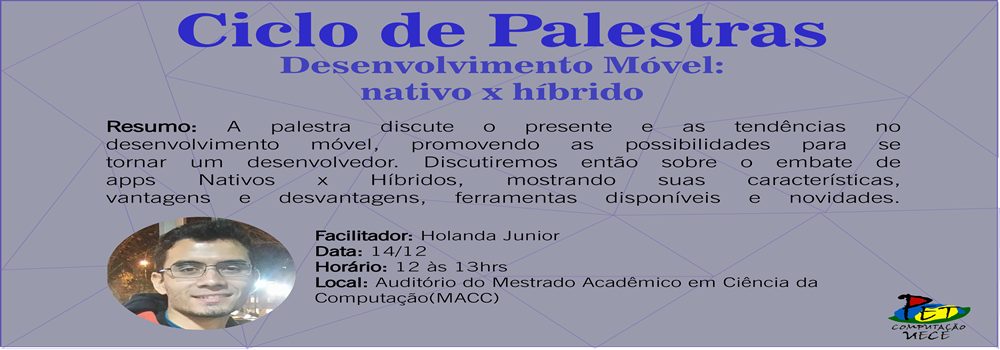 Ciclo de Palestras
Desenvolvimento Móvel:
nativo x híbrido
Resumo: A palestra discute o presente e as tendências no
desenvolvimento móvel, promovendo as possibilidades para se
tornar um desenvolvedor. Discutiremos então sobre o embate de
apps Nativos x Híbridos, mostrando suas características,
vantagens e desvantagens, ferramentas disponíveis e novidades.
Facilitador: Holanda Junior
Data: 14/12
Horário: 12 às 13hrs
Local: Auditório do Mestrado Acadêmico em Ciência da
Computação(MACC)
PET
COMPUTAÇÃO
UECE